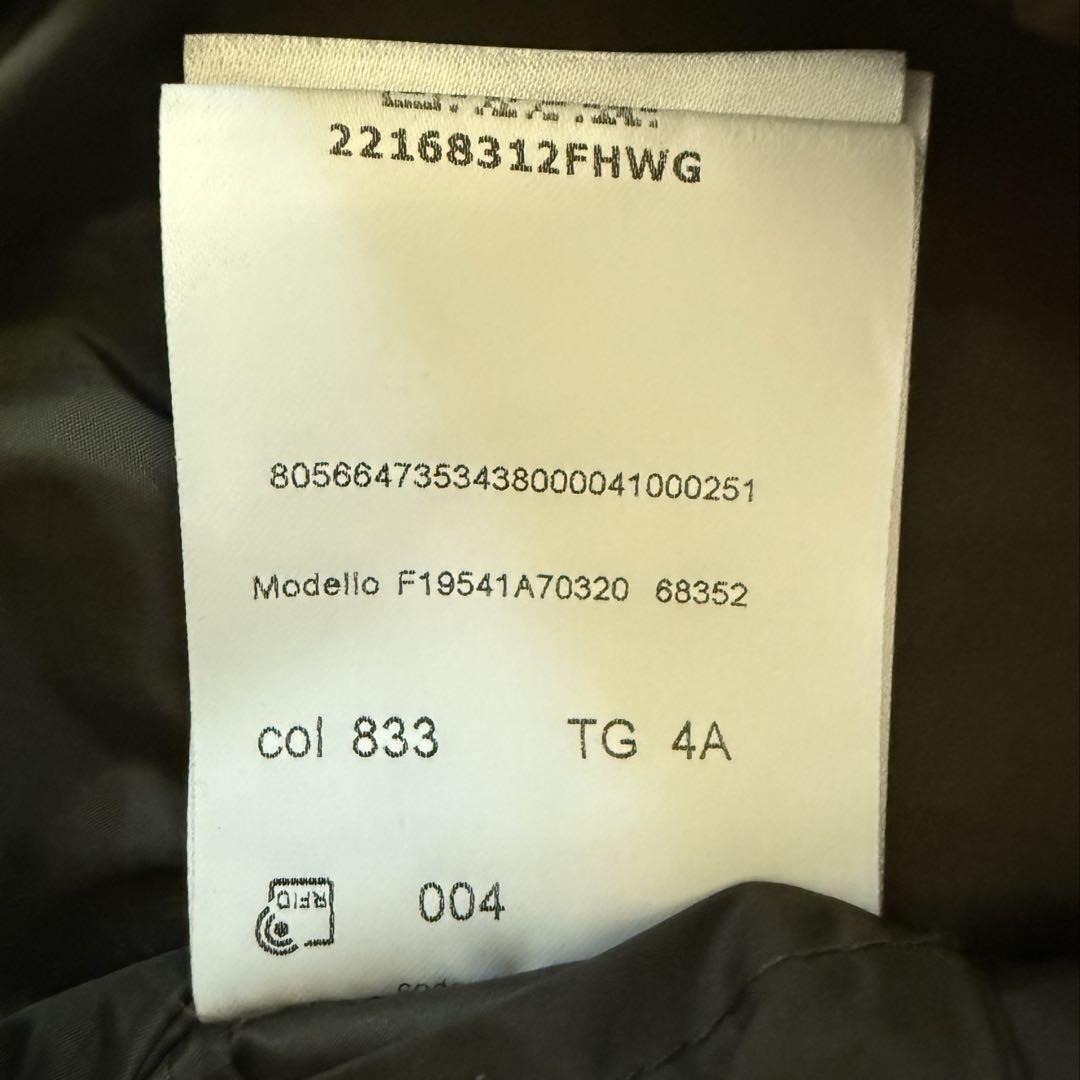 22168312FHWG
8056647353438000041000251
Modello F19541A70320 68352
col 833 TG 4A
RFID
004